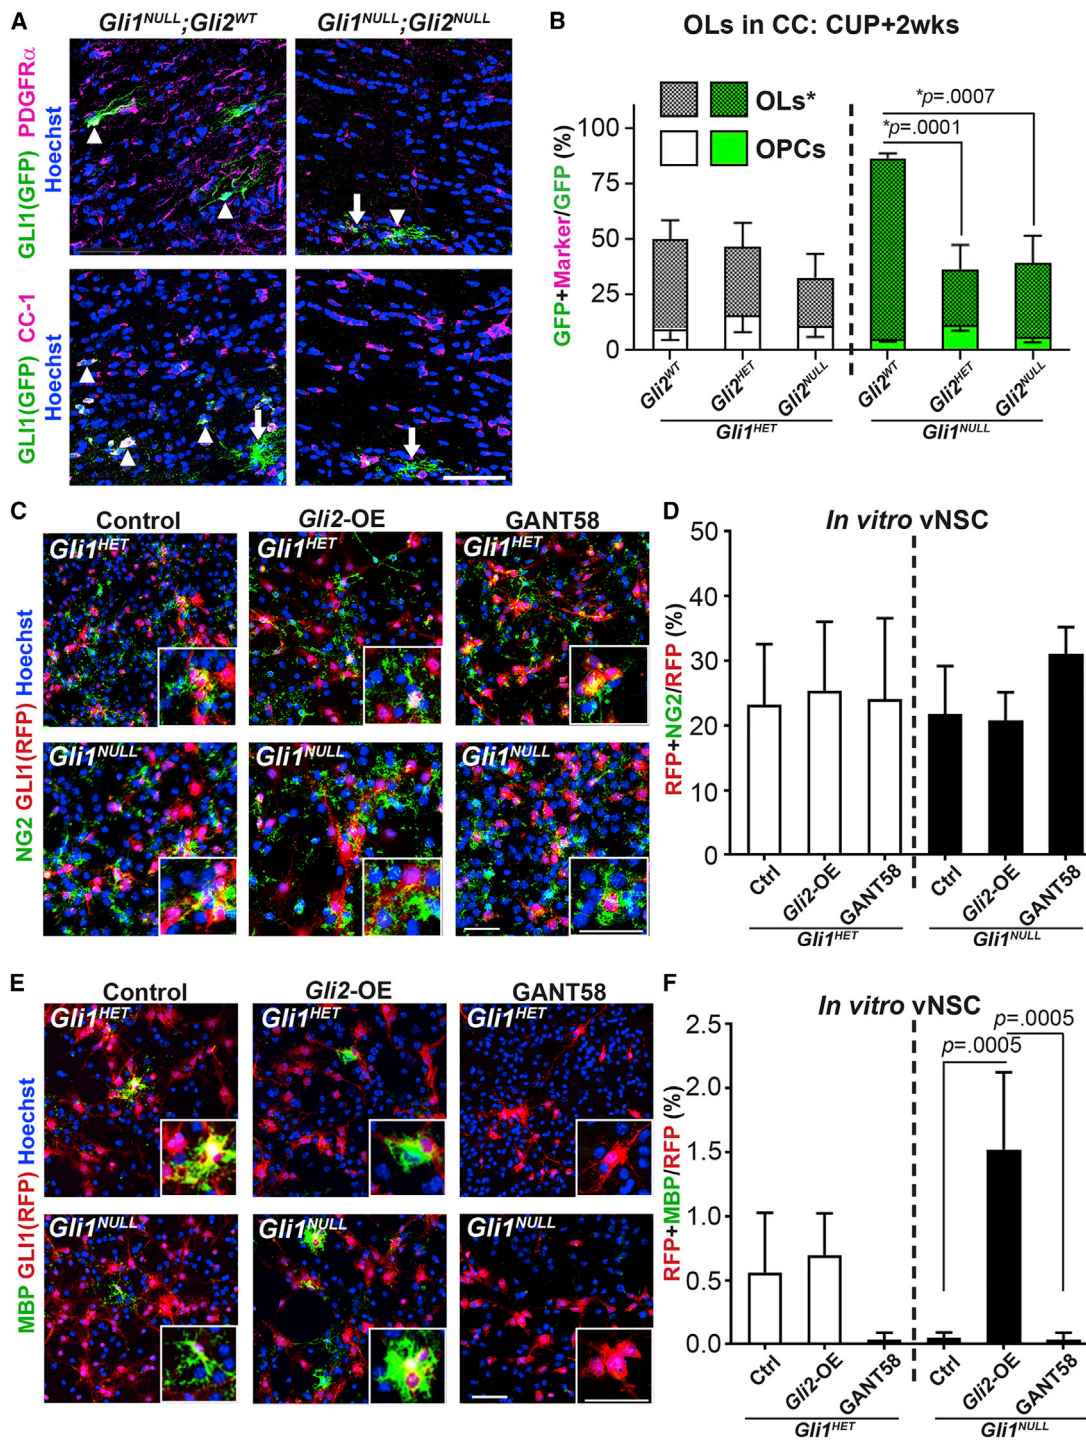 A
Gli1NULL;Gli2WT
Gli1NULL;Gli2NULL
GLI1(GFP) PDGFRα
Hoechst
GLI1(GFP) CC-1
Hoechst
B
OLs in CC: CUP+2wks
OLs*
OPCs
*p=.0007
*p=.0001
GFP+Marker/GFP (%)
100
75
50
25
0
Gli2WT
Gli2HET
Gli2NULL
Gli2WT
Gli2HET
Gli2NULL
Gli1HET
Gli1NULL
C
Control
Gli2-OE
GANT58
NG2 GLI1(RFP) Hoechst
Gli1HET
Gli1HET
Gli1HET
Gli1NULL
Gli1NULL
Gli1NULL
D
In vitro vNSC
RFP+NG2/RFP (%)
50
40
30
20
10
0
Ctrl
Gli2-OE
GANT58
Ctrl
Gli2-OE
GANT58
Gli1HET
Gli1NULL
E
Control
Gli2-OE
GANT58
MBP GLI1(RFP) Hoechst
Gli1HET
Gli1HET
Gli1HET
Gli1NULL
Gli1NULL
Gli1NULL
F
In vitro vNSC
p=.0005
p=.0005
RFP+MBP/RFP (%)
2.5
2.0
1.5
1.0
0.5
0.0
Ctrl
Gli2-OE
GANT58
Ctrl
Gli2-OE
GANT58
Gli1HET
Gli1NULL